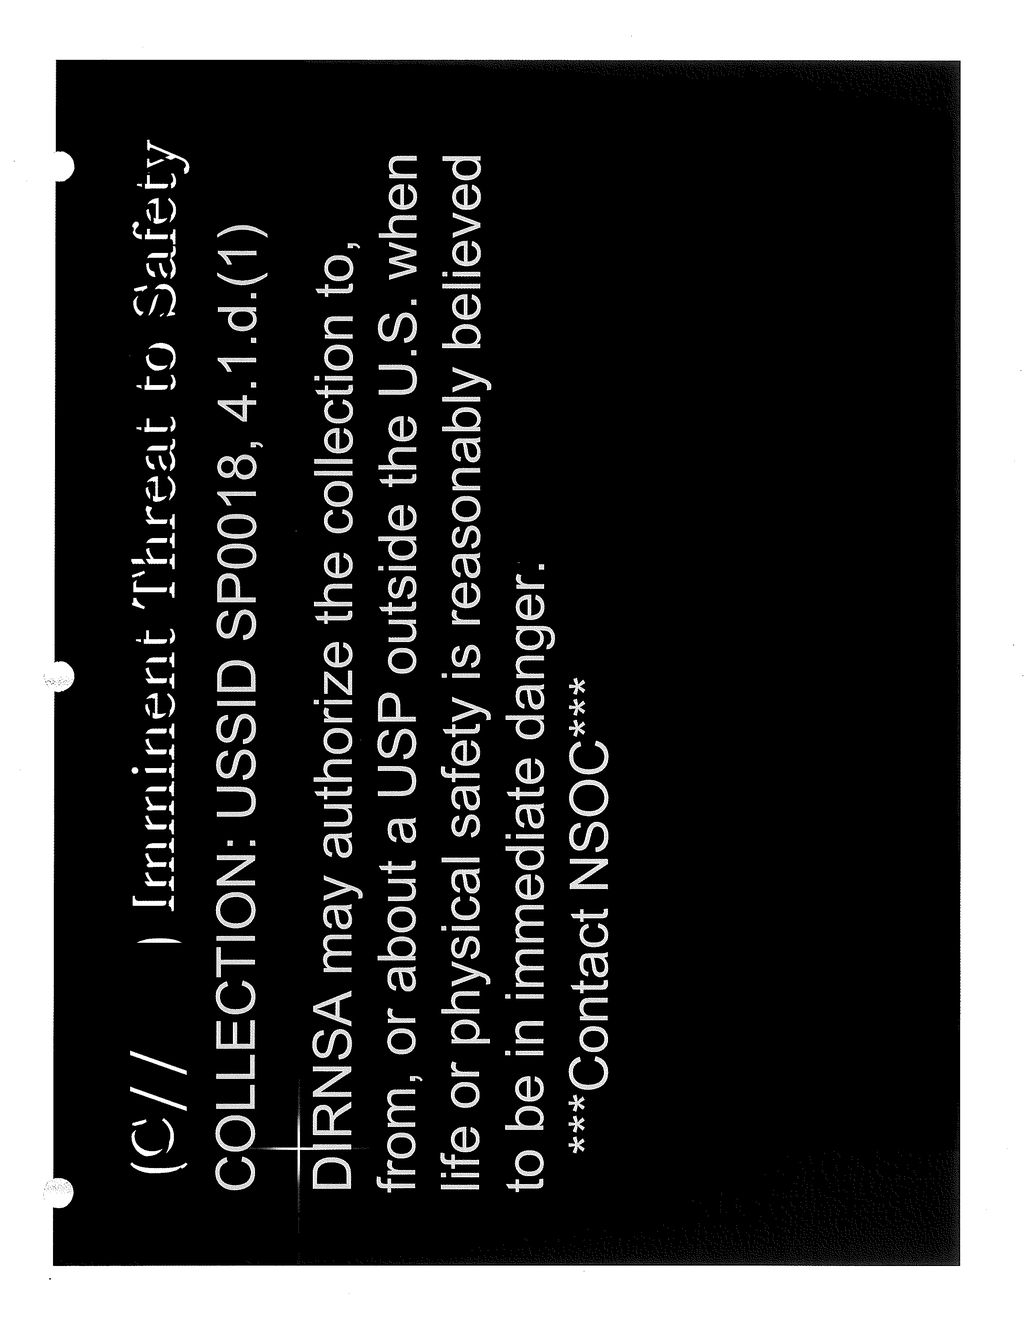 (C// ) Imminent Threat to Safety
COLLECTION: USSID SP0018, 4.1.d.(1)
DIRNSA may authorize the collection to,
from, or about a USP outside the U.S. when
life or physical safety is reasonably believed
to be in immediate danger.
***Contact NSOC***